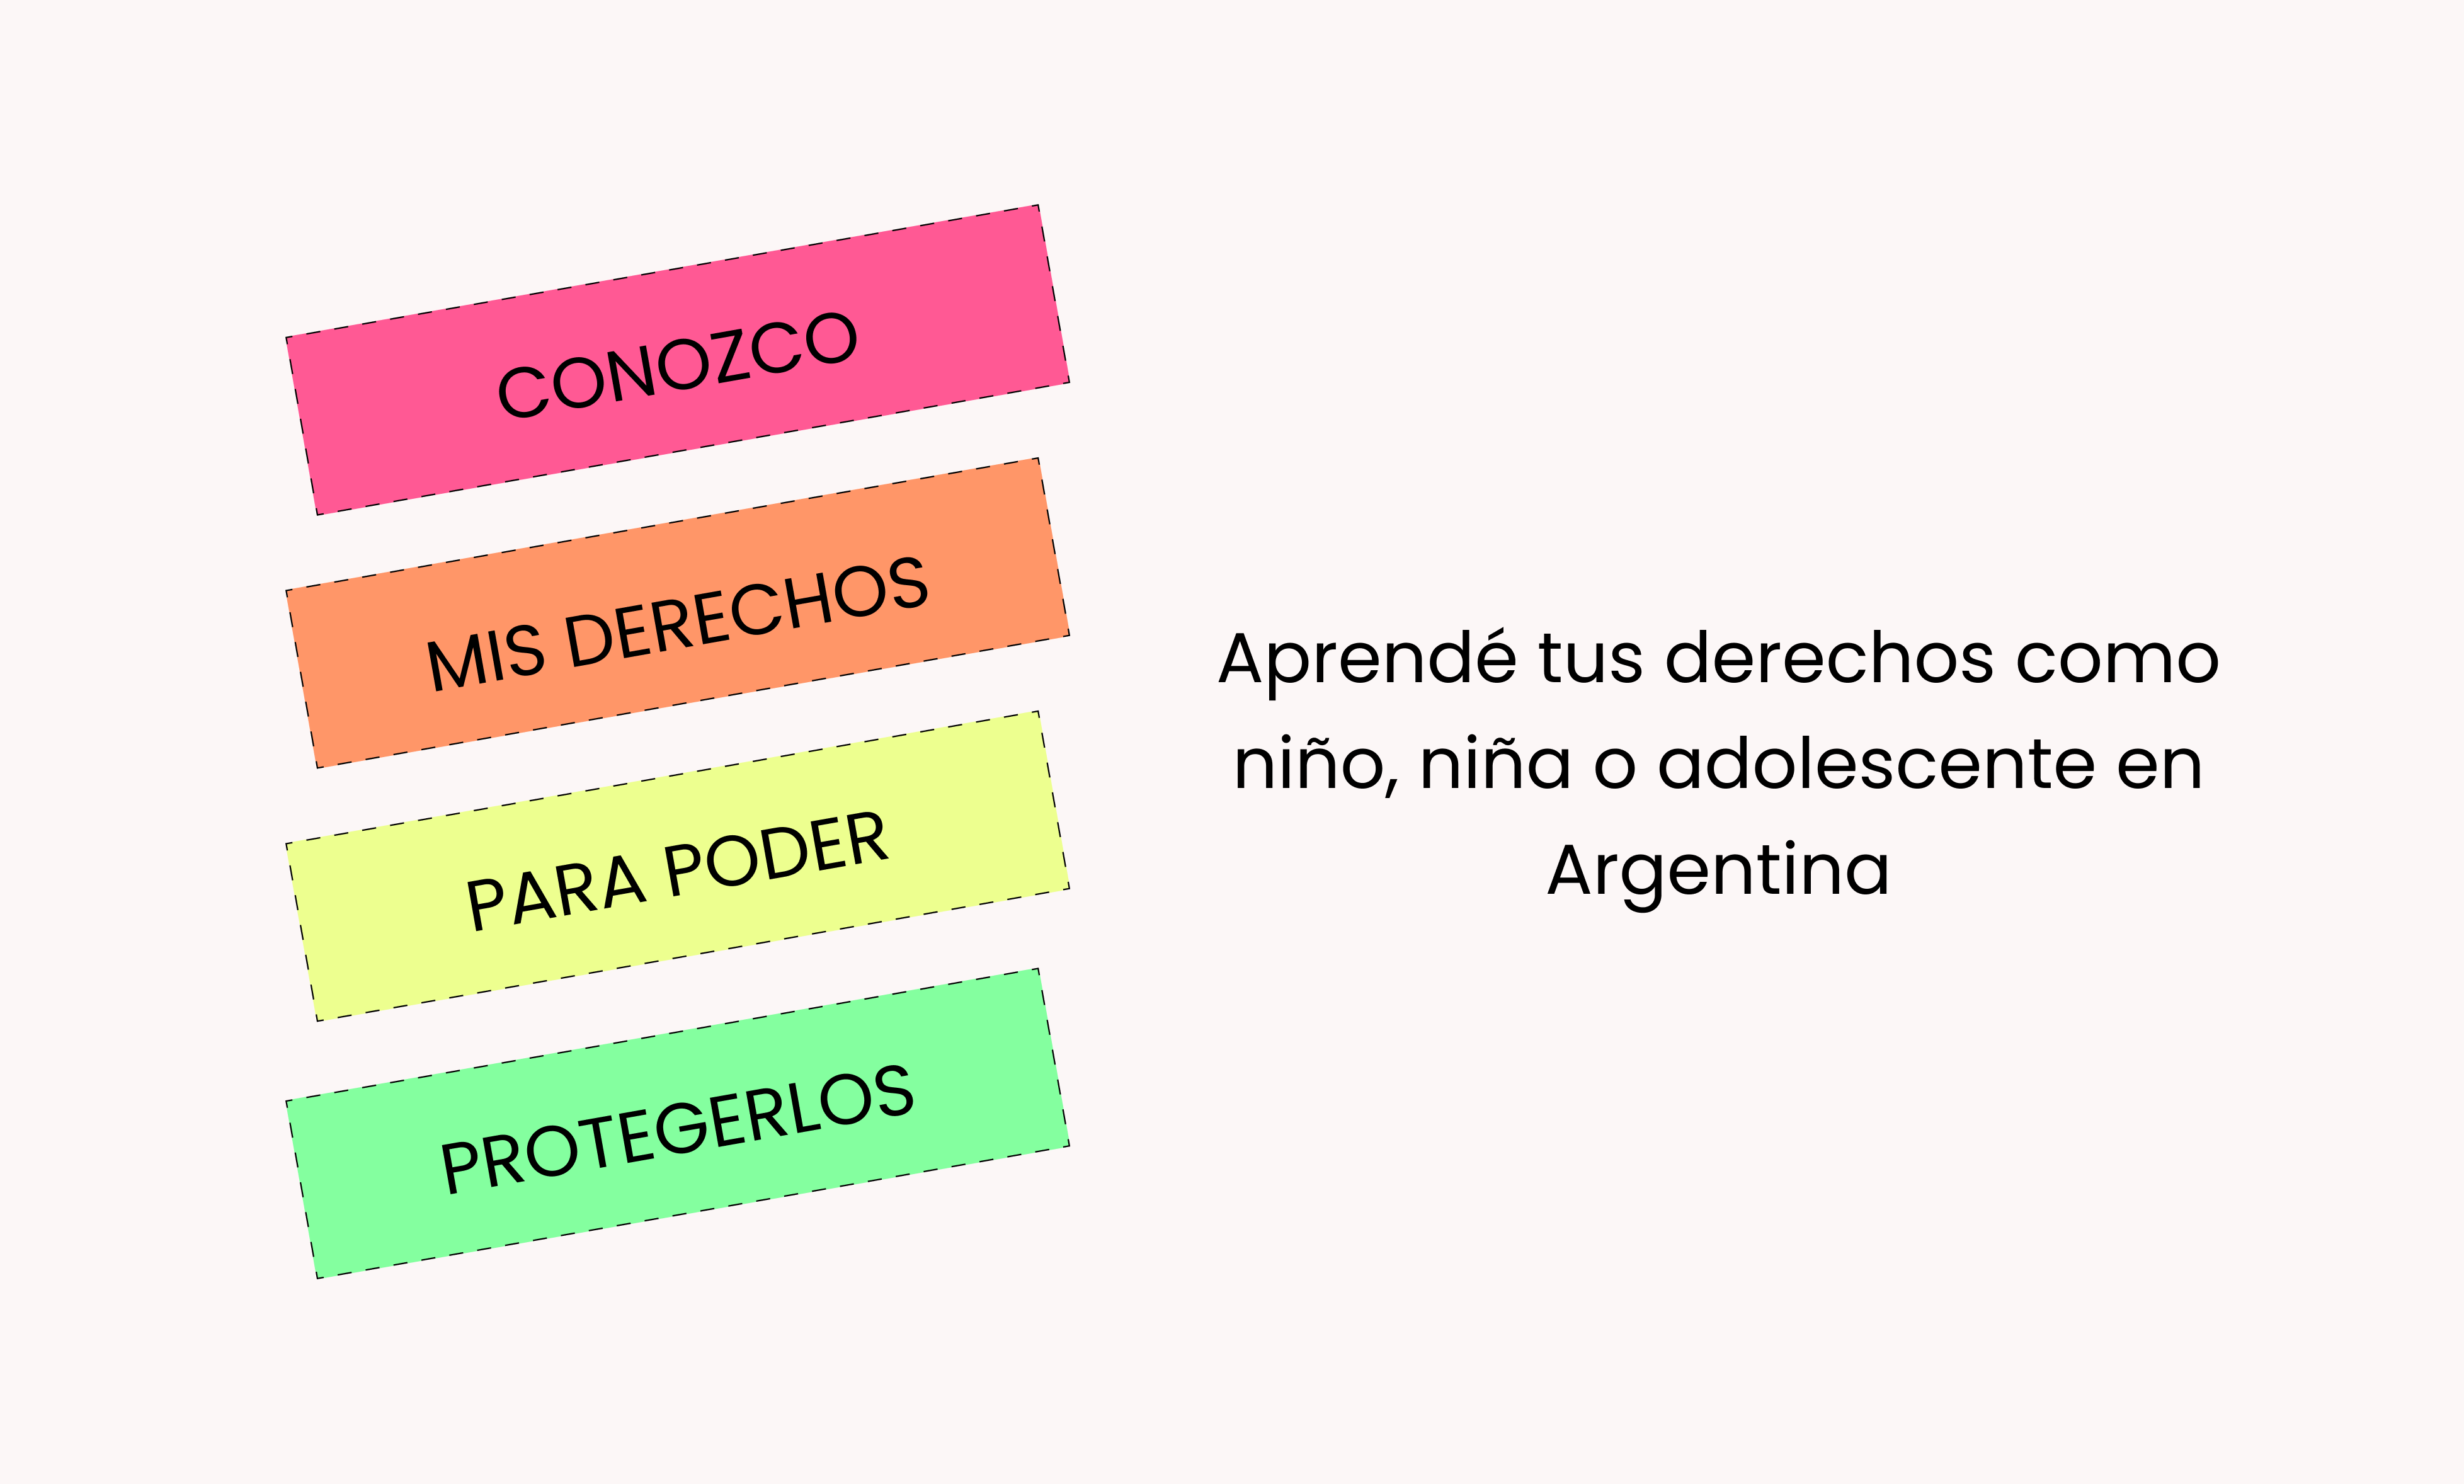 CONOZCO
MIS DERECHOS
PARA PODER
PROTEGERLOS
Aprendé tus derechos como
niño, niña o adolescente en
Argentina